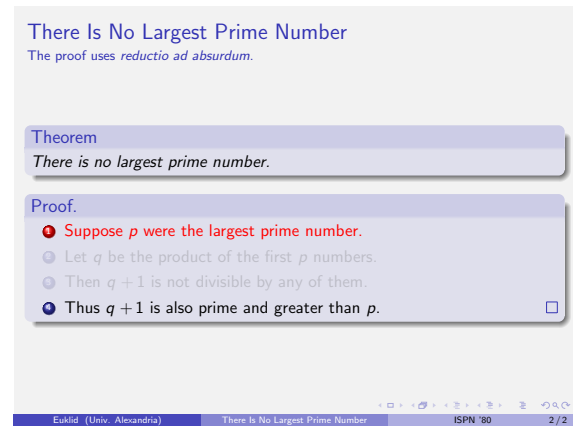 There Is No Largest Prime Number
The proof uses reductio ad absurdum.
Theorem
There is no largest prime number.
Proof.
1 Suppose p were the largest prime number.
2 Let q be the product of the first p numbers.
3 Then q + 1 is not divisible by any of them.
4 Thus q + 1 is also prime and greater than p.
Euklid (Univ. Alexandria) There Is No Largest Prime Number ISPN '80 2 / 2